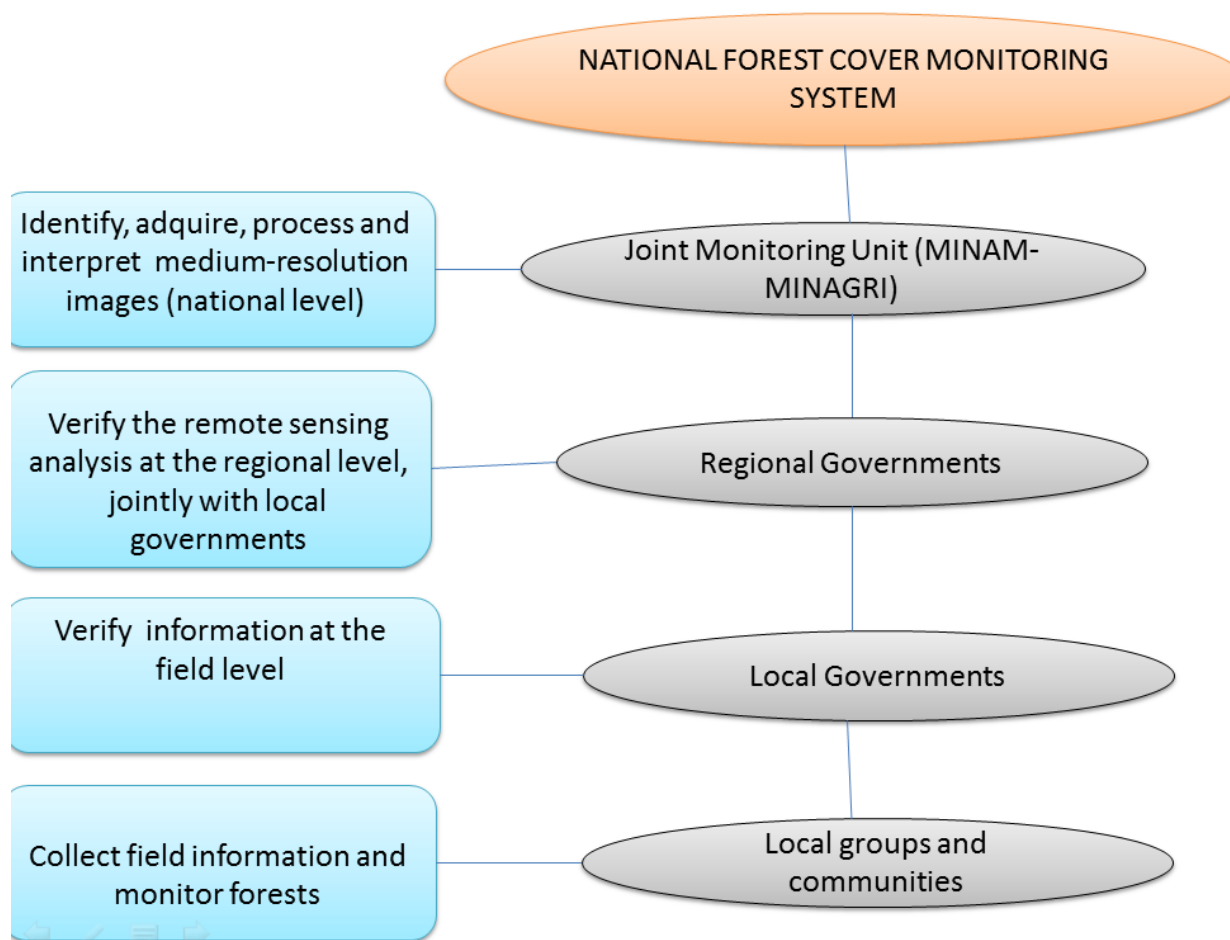 NATIONAL FOREST COVER MONITORING
SYSTEM
Identify, adquire, process and
interpret medium-resolution
images (national level)
Joint Monitoring Unit (MINAM-
MINAGRI)
Verify the remote sensing
analysis at the regional level,
jointly with local
governments
Regional Governments
Verify information at the
field level
Local Governments
Collect field information and
monitor forests
Local groups and
communities